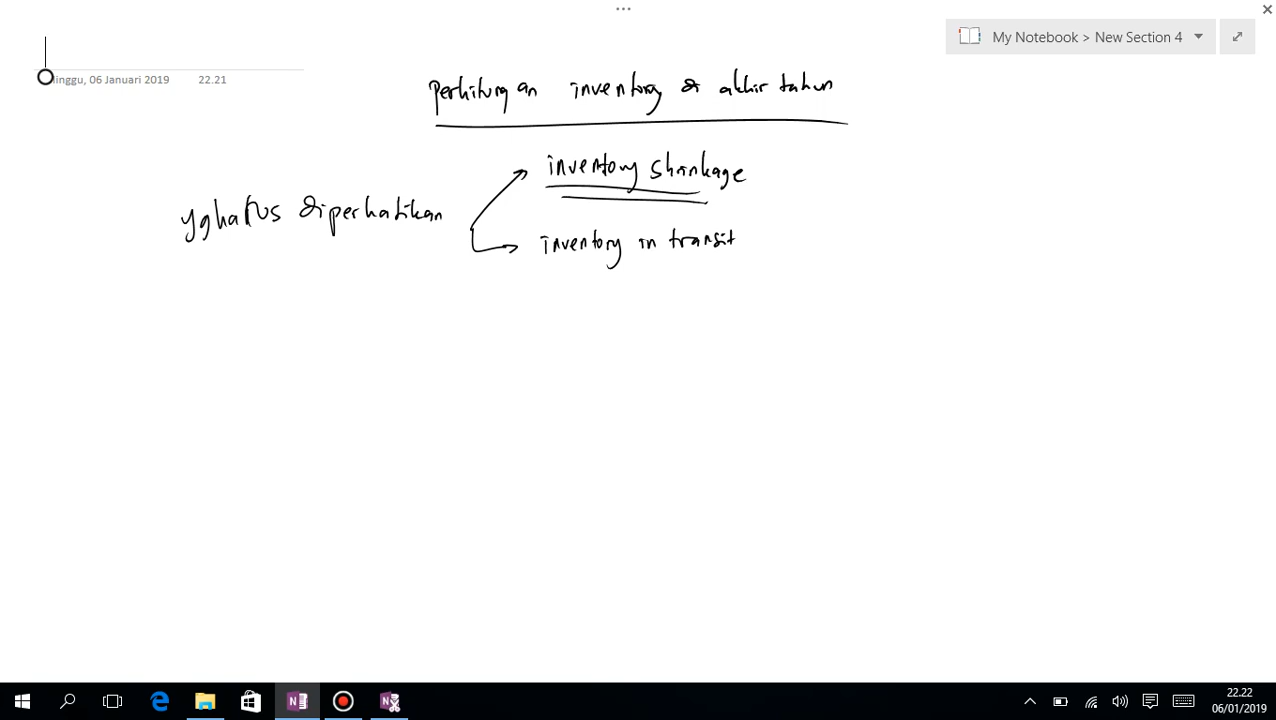 ...
My Notebook > New Section 4
inggu, 06 Januari 2019 22.21
perhitungan inventory di akhir tahun
inventory shrinkage
yg harus diperhatikan
inventory in transit
22.22
06/01/2019